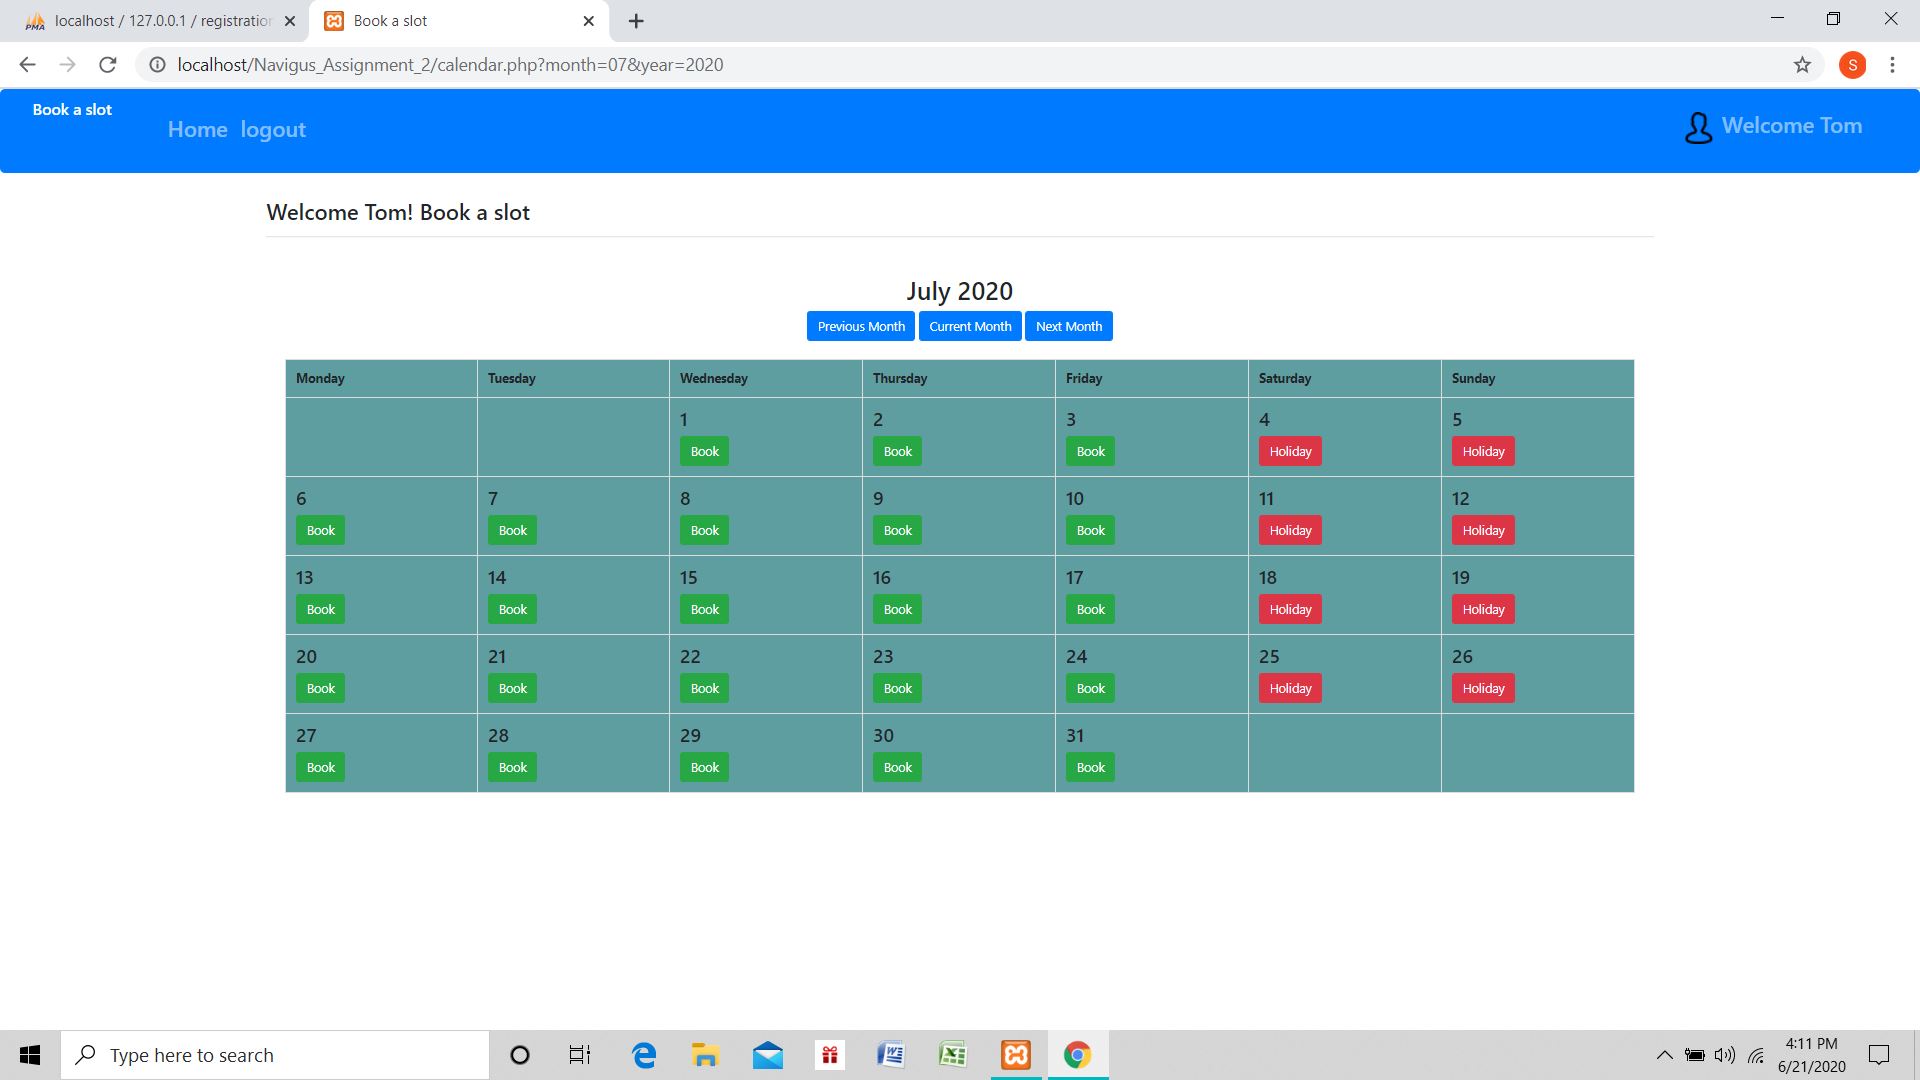 localhost / 127.0.0.1 / registration
Book a slot
localhost/Navigus_Assignment_2/calendar.php?month=07&year=2020
S
Book a slot
Home logout
Welcome Tom
Welcome Tom! Book a slot
July 2020
Previous Month Current Month Next Month
Monday Tuesday Wednesday Thursday Friday Saturday Sunday
1 2 3 4 5
Book Book Book Holiday Holiday
6 7 8 9 10 11 12
Book Book Book Book Book Holiday Holiday
13 14 15 16 17 18 19
Book Book Book Book Book Holiday Holiday
20 21 22 23 24 25 26
Book Book Book Book Book Holiday Holiday
27 28 29 30 31
Book Book Book Book Book
Type here to search
4:11 PM
6/21/2020